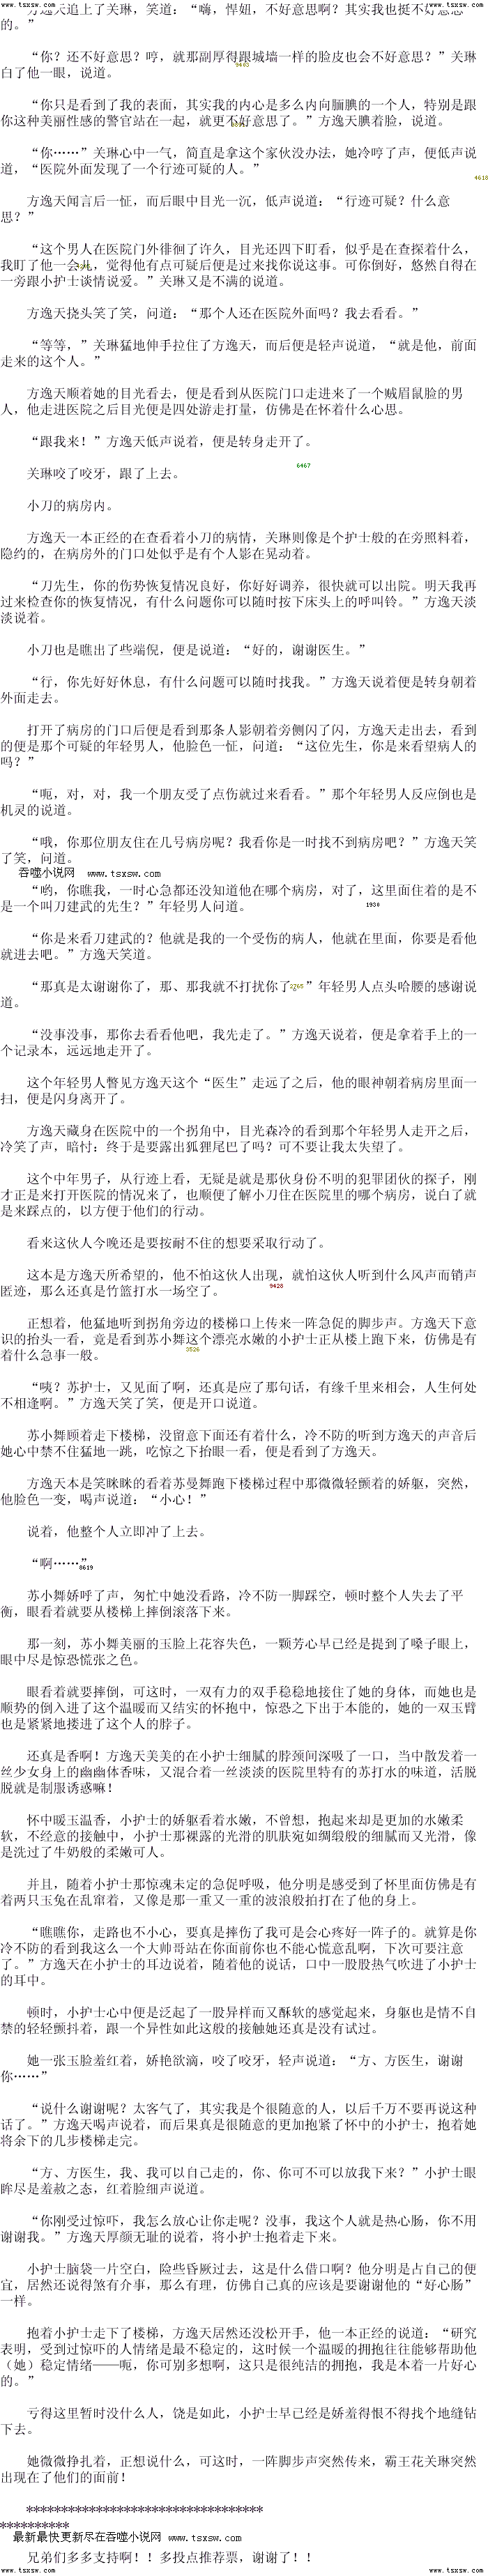 www.tsxsw.com www.tsxsw.com
方逸天追上了关琳，笑道：“嗨，悍妞，不好意思啊？其实我也挺不好意思
的。”
“你？还不好意思？哼，就那副厚得跟城墙一样的脸皮也会不好意思？”关琳
白了他一眼，说道。
“你只是看到了我的表面，其实我的内心是多么内向腼腆的一个人，特别是跟
你这种美丽性感的警官站在一起，就更不好意思了。”方逸天腆着脸，说道。
“你……”关琳心中一气，简直是拿这个家伙没办法，她冷哼了声，便低声说
道，“医院外面发现了一个行迹可疑的人。”
4618
方逸天闻言后一怔，而后眼中目光一沉，低声说道：“行迹可疑？什么意
思？”
“这个男人在医院门外徘徊了许久，目光还四下盯看，似乎是在查探着什么，
我盯了他一会儿，觉得他有点可疑后便是过来找你说这事。可你倒好，悠然自得在
一旁跟小护士谈情说爱。”关琳又是不满的说道。
方逸天挠头笑了笑，问道：“那个人还在医院外面吗？我去看看。”
“等等，”关琳猛地伸手拉住了方逸天，而后便是轻声说道，“就是他，前面
走来的这个人。”
方逸天顺着她的目光看去，便是看到从医院门口走进来了一个贼眉鼠脸的男
人，他走进医院之后目光便是四处游走打量，仿佛是在怀着什么心思。
“跟我来！”方逸天低声说着，便是转身走开了。
6467
关琳咬了咬牙，跟了上去。
小刀的病房内。
方逸天一本正经的在查看着小刀的病情，关琳则像是个护士般的在旁照料着，
隐约的，在病房外的门口处似乎是有个人影在晃动着。
“刀先生，你的伤势恢复情况良好，你好好调养，很快就可以出院。明天我再
过来检查你的恢复情况，有什么问题你可以随时按下床头上的呼叫铃。”方逸天淡
淡说着。
小刀也是瞧出了些端倪，便是说道：“好的，谢谢医生。”
“行，你先好好休息，有什么问题可以随时找我。”方逸天说着便是转身朝着
外面走去。
打开了病房的门口后便是看到那条人影朝着旁侧闪了闪，方逸天走出去，看到
的便是那个可疑的年轻男人，他脸色一怔，问道：“这位先生，你是来看望病人的
吗？”
“呃，对，对，我一个朋友受了点伤就过来看看。”那个年轻男人反应倒也是
机灵的说道。
“哦，你那位朋友住在几号病房呢？我看你是一时找不到病房吧？”方逸天笑
了笑，问道。
吞噬小说网 www.tsxsw.com
“哟，你瞧我，一时心急都还没知道他在哪个病房，对了，这里面住着的是不
是一个叫刀建武的先生？”年轻男人问道。
1930
“你是来看刀建武的？他就是我的一个受伤的病人，他就在里面，你要是看他
就进去吧。”方逸天笑道。
“那真是太谢谢你了，那、那我就不打扰你了。”年轻男人点头哈腰的感谢说
道。
“没事没事，那你去看看他吧，我先走了。”方逸天说着，便是拿着手上的一
个记录本，远远地走开了。
这个年轻男人瞥见方逸天这个“医生”走远了之后，他的眼神朝着病房里面一
扫，便是闪身离开了。
方逸天藏身在医院中的一个拐角中，目光森冷的看到那个年轻男人走开之后，
冷笑了声，暗忖：终于是要露出狐狸尾巴了吗？可不要让我太失望了。
这个中年男子，从行迹上看，无疑是就是那伙身份不明的犯罪团伙的探子，刚
才正是来打开医院的情况来了，也顺便了解小刀住在医院里的哪个病房，说白了就
是来踩点的，以方便于他们的行动。
看来这伙人今晚还是要按耐不住的想要采取行动了。
这本是方逸天所希望的，他不怕这伙人出现，就怕这伙人听到什么风声而销声
匿迹，那么还真是竹篮打水一场空了。
9428
正想着，他猛地听到拐角旁边的楼梯口上传来一阵急促的脚步声。方逸天下意
识的抬头一看，竟是看到苏小舞这个漂亮水嫩的小护士正从楼上跑下来，仿佛是有
着什么急事一般。
3526
“咦？苏护士，又见面了啊，还真是应了那句话，有缘千里来相会，人生何处
不相逢啊。”方逸天笑了笑，便是开口说道。
苏小舞顾着走下楼梯，没留意下面还有着什么，冷不防的听到方逸天的声音后
她心中禁不住猛地一跳，吃惊之下抬眼一看，便是看到了方逸天。
方逸天本是笑眯眯的看着苏曼舞跑下楼梯过程中那微微轻颤着的娇躯，突然，
他脸色一变，喝声说道：“小心！”
说着，他整个人立即冲了上去。
“啊……”
8619
苏小舞娇呼了声，匆忙中她没看路，冷不防一脚踩空，顿时整个人失去了平
衡，眼看着就要从楼梯上摔倒滚落下来。
那一刻，苏小舞美丽的玉脸上花容失色，一颗芳心早已经是提到了嗓子眼上，
眼中尽是惊恐慌张之色。
眼看着就要摔倒，可这时，一双有力的双手稳稳地接住了她的身体，而她也是
顺势的倒入进了这个温暖而又结实的怀抱中，惊恐之下出于本能的，她的一双玉臂
也是紧紧地搂进了这个人的脖子。
还真是香啊！方逸天美美的在小护士细腻的脖颈间深吸了一口，当中散发着一
丝少女身上的幽幽体香味，又混合着一丝淡淡的医院里特有的苏打水的味道，活脱
脱就是制服诱惑嘛！
怀中暖玉温香，小护士的娇躯看着水嫩，不曾想，抱起来却是更加的水嫩柔
软，不经意的接触中，小护士那裸露的光滑的肌肤宛如绸缎般的细腻而又光滑，像
是洗过了牛奶般的柔嫩可人。
并且，随着小护士那惊魂未定的急促呼吸，他分明是感受到了怀里面仿佛是有
着两只玉兔在乱窜着，又像是那一重又一重的波浪般拍打在了他的身上。
“瞧瞧你，走路也不小心，要真是摔伤了我可是会心疼好一阵子的。就算是你
冷不防的看到我这么一个大帅哥站在你面前你也不能心慌意乱啊，下次可要注意
了。”方逸天在小护士的耳边说着，随着他的说话，口中一股股热气吹进了小护士
的耳中。
顿时，小护士心中便是泛起了一股异样而又酥软的感觉起来，身躯也是情不自
禁的轻轻颤抖着，跟一个异性如此这般的接触她还真是没有试过。
她一张玉脸羞红着，娇艳欲滴，咬了咬牙，轻声说道：“方、方医生，谢谢
你……”
“说什么谢谢呢？太客气了，其实我是个很随意的人，以后千万不要再说这种
话了。”方逸天喝声说着，而后果真是很随意的更加抱紧了怀中的小护士，抱着她
将余下的几步楼梯走完。
“方、方医生，我、我可以自己走的，你、你可不可以放我下来？”小护士眼
眸尽是羞赧之态，红着脸细声说道。
“你刚受过惊吓，我怎么放心让你走呢？没事，我这个人就是热心肠，你不用
谢谢我。”方逸天厚颜无耻的说着，将小护士抱着走下来。
小护士脑袋一片空白，险些昏厥过去，这是什么借口啊？他分明是占自己的便
宜，居然还说得煞有介事，那么有理，仿佛自己真的应该是要谢谢他的“好心肠”
一样。
抱着小护士走下了楼梯，方逸天居然还没松开手，他一本正经的说道：“研究
表明，受到过惊吓的人情绪是最不稳定的，这时候一个温暖的拥抱往往能够帮助他
（她）稳定情绪——呃，你可别多想啊，这只是很纯洁的拥抱，我是本着一片好心
的。”
亏得这里暂时没什么人，饶是如此，小护士早已经是娇羞得恨不得找个地缝钻
下去。
她微微挣扎着，正想说什么，可这时，一阵脚步声突然传来，霸王花关琳突然
出现在了他们的面前！
**********************************
**********
最新最快更新尽在吞噬小说网 www.tsxsw.com
兄弟们多多支持啊！！多投点推荐票，谢谢了！！
www.tsxsw.com www.tsxsw.com